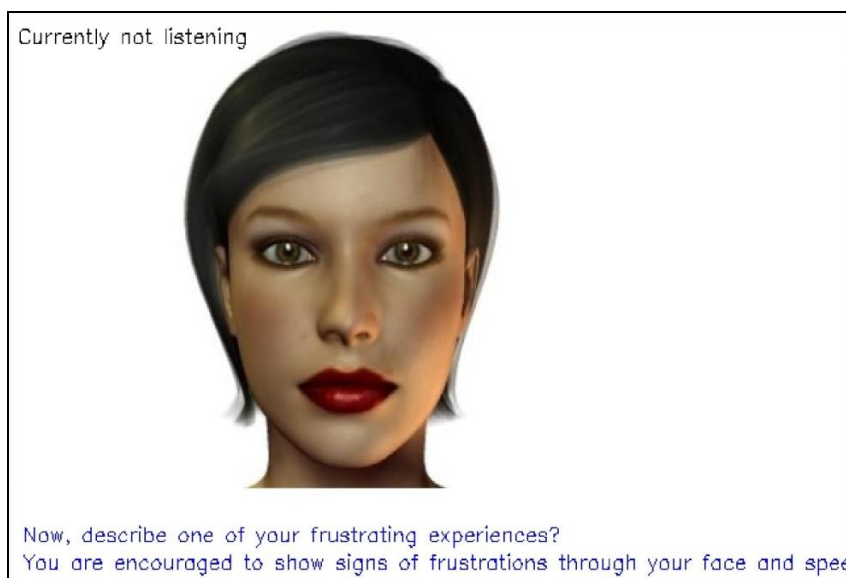 Currently not listening
Now, describe one of your frustrating experiences?
You are encouraged to show signs of frustrations through your face and spee